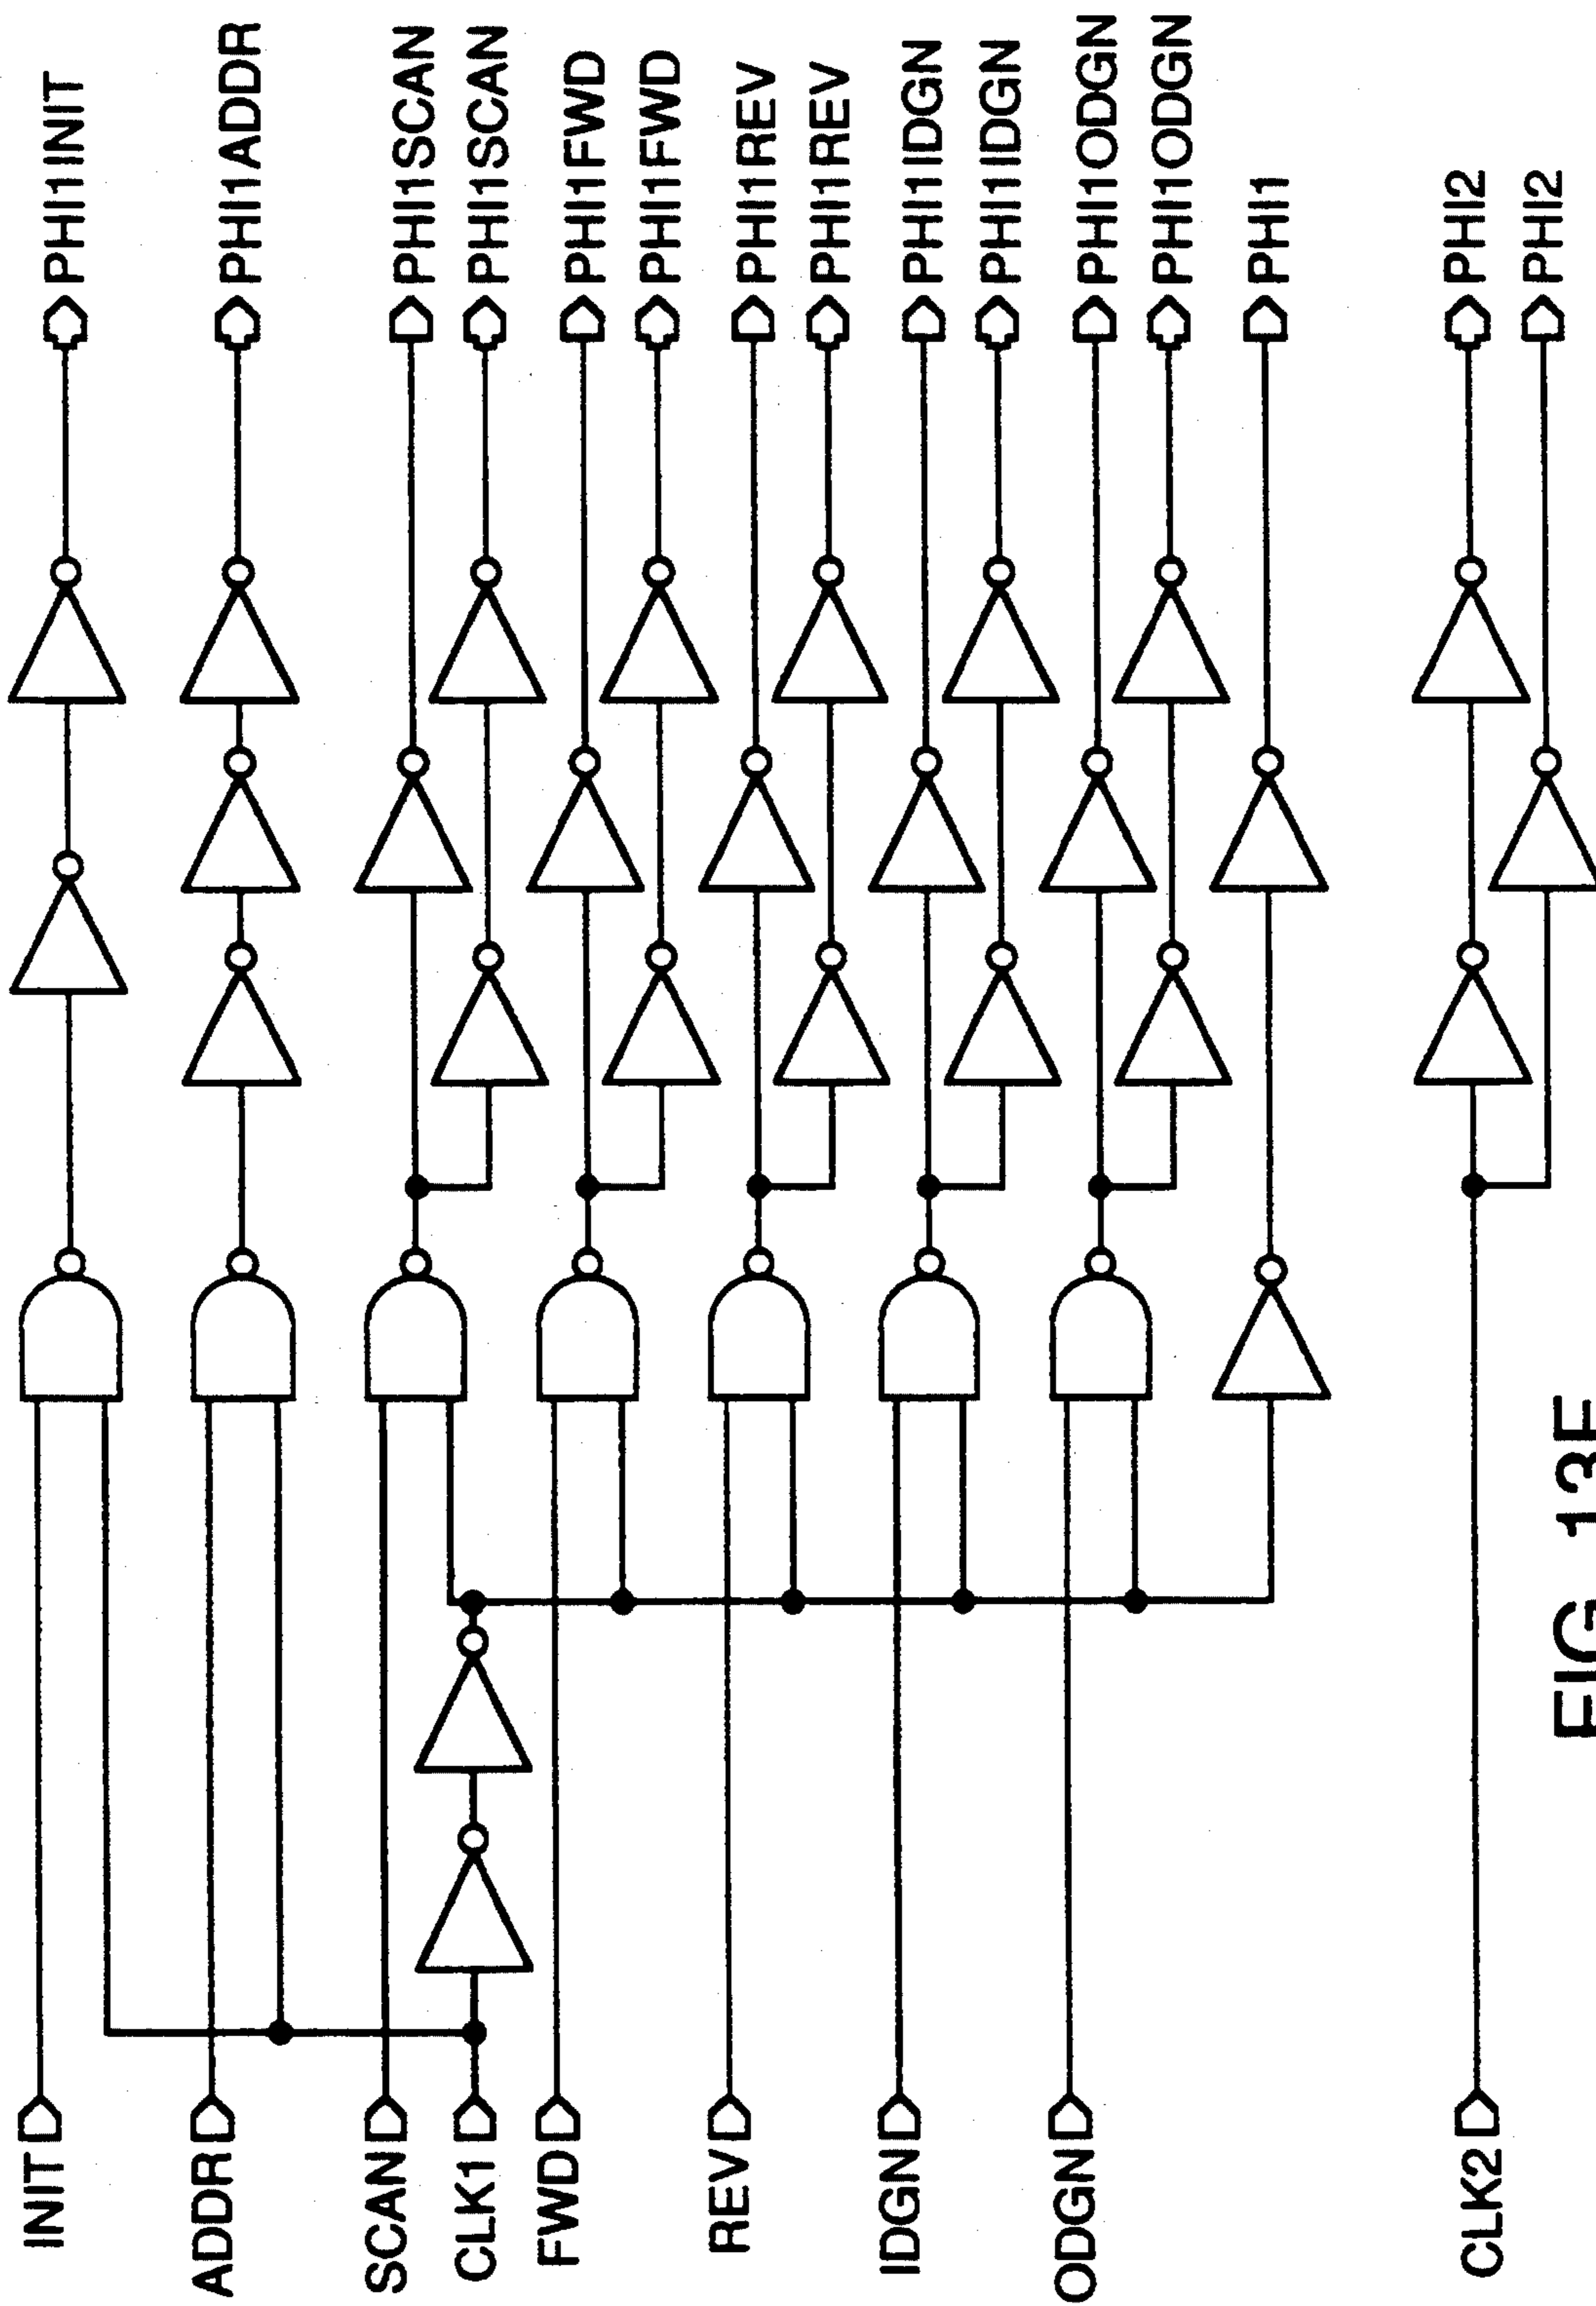 INIT
ADDR
SCAN
CLK1
FWD
REV
IDGN
ODGN
CLK2
PHI1INIT
PHI1ADDR
PHI1SCAN
PHI1SCAN
PHI1FWD
PHI1FWD
PHI1REV
PHI1REV
PHI1IDGN
PHI1IDGN
PHI1ODGN
PHI1ODGN
PHI1
PHI2
PHI2